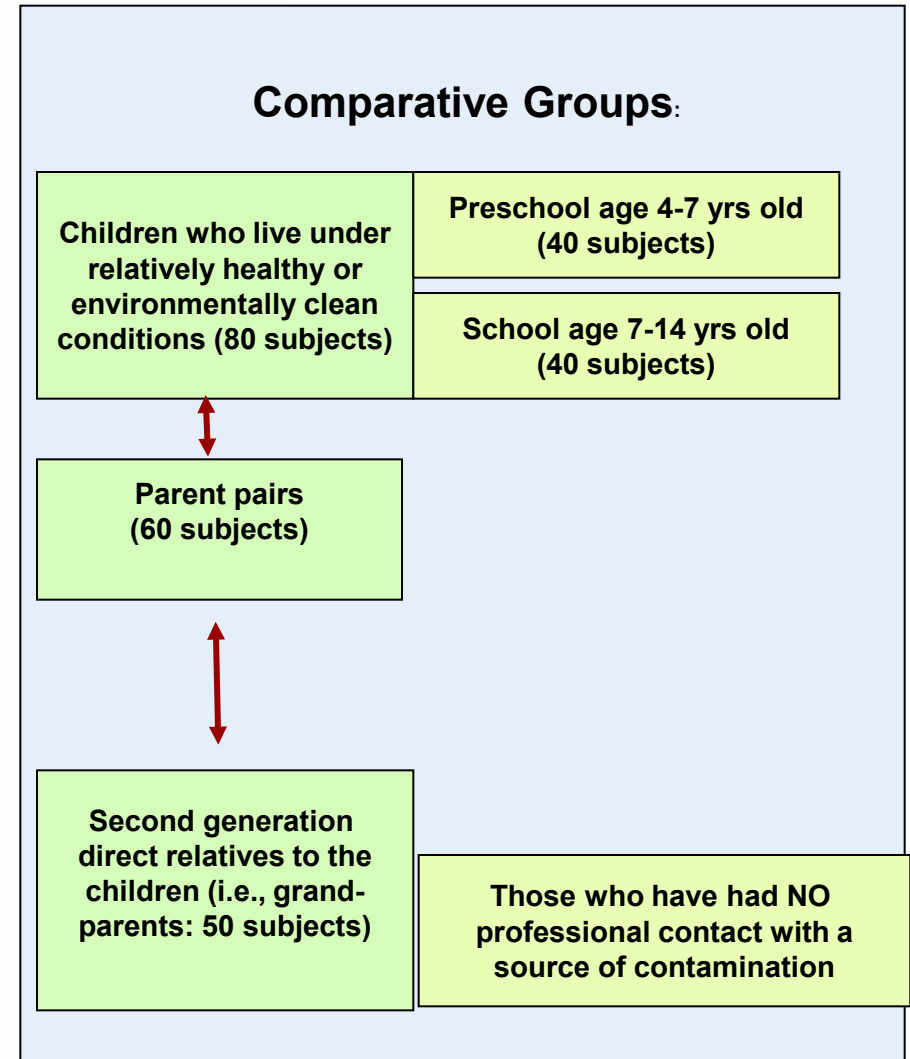 Comparative Groups:
Children who live under
relatively healthy or
environmentally clean
conditions (80 subjects)
Preschool age 4-7 yrs old
(40 subjects)
School age 7-14 yrs old
(40 subjects)
Parent pairs
(60 subjects)
Second generation
direct relatives to the
children (i.e., grand-
parents: 50 subjects)
Those who have had NO
professional contact with a
source of contamination